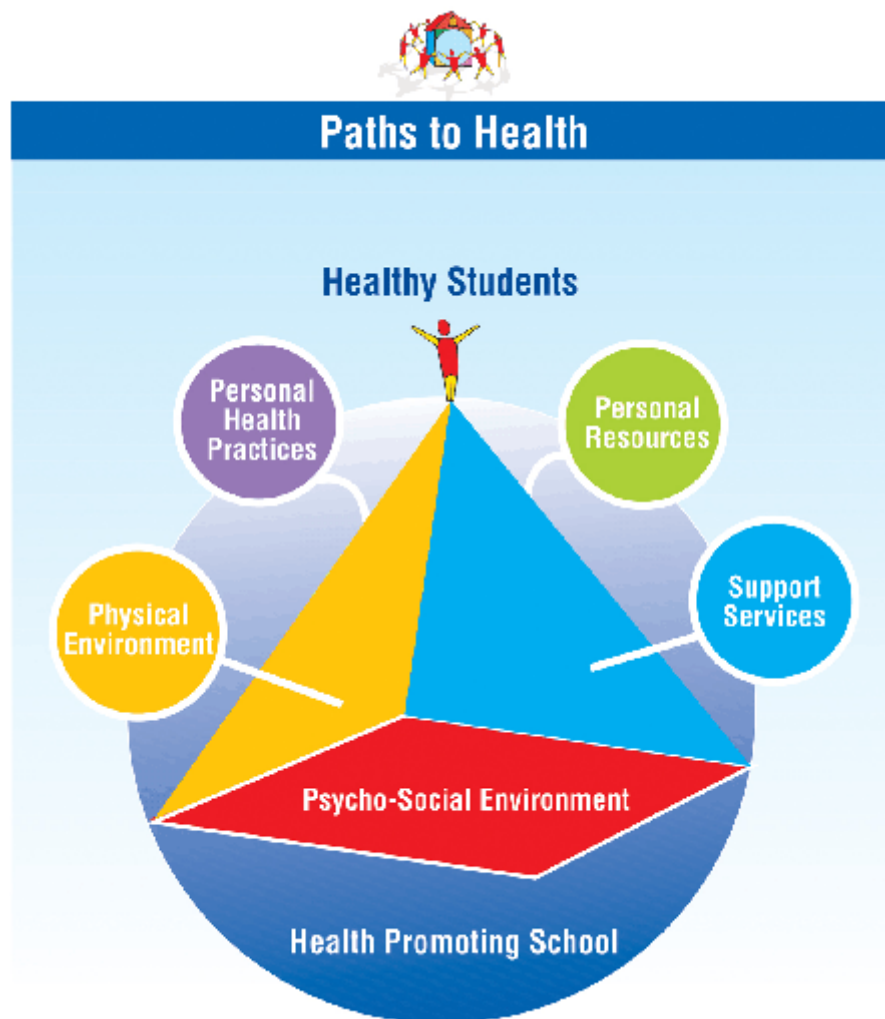 Paths to Health
Healthy Students
Personal
Health
Practices
Personal
Resources
Physical
Environment
Support
Services
Psycho-Social Environment
Health Promoting School